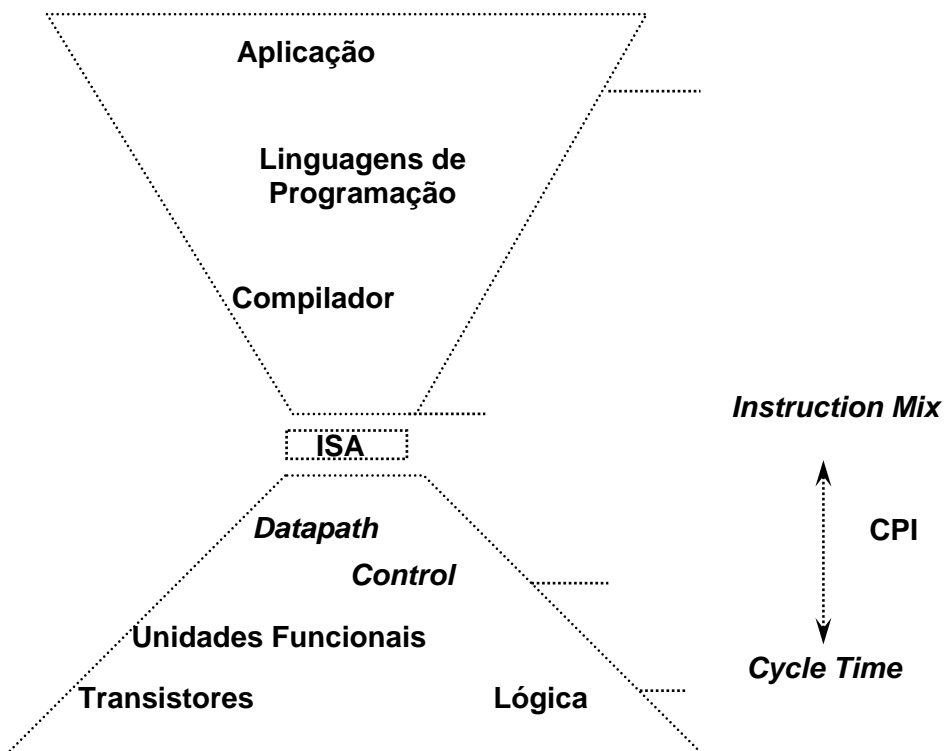 Aplicação
Linguagens de
Programação
Compilador
Instruction Mix
ISA
Datapath
CPI
Control
Unidades Funcionais
Cycle Time
Transistores
Lógica